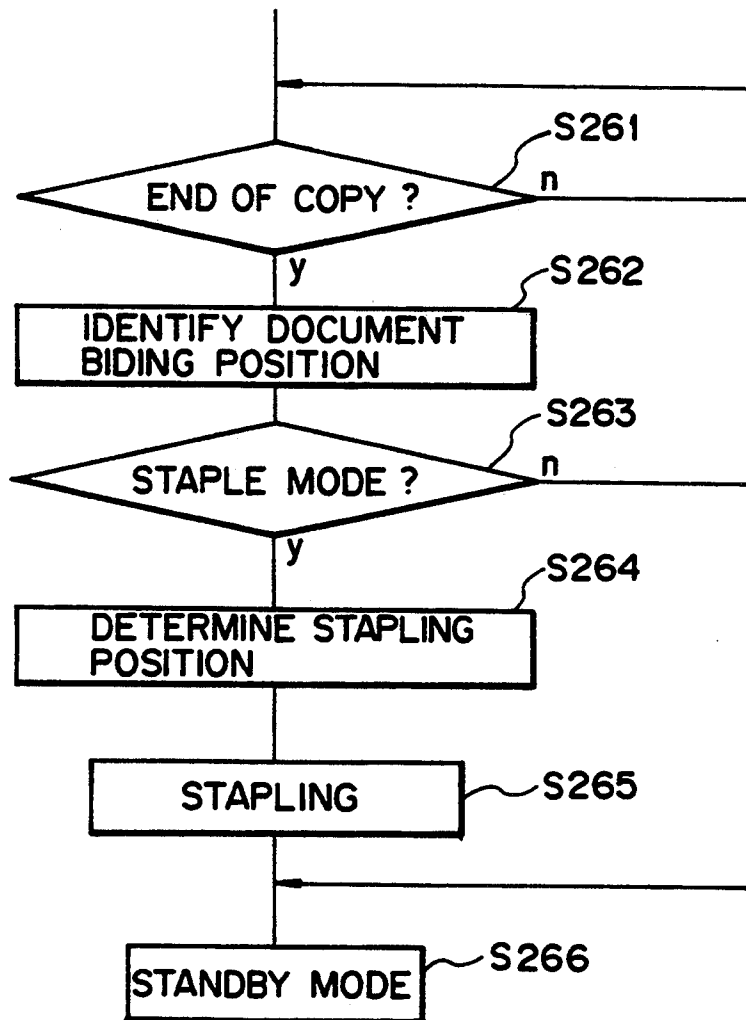 S261
END OF COPY ?
n
y
S262
IDENTIFY DOCUMENT
BIDING POSITION
S263
STAPLE MODE ?
n
y
S264
DETERMINE STAPLING
POSITION
STAPLING
S265
S266
STANDBY MODE